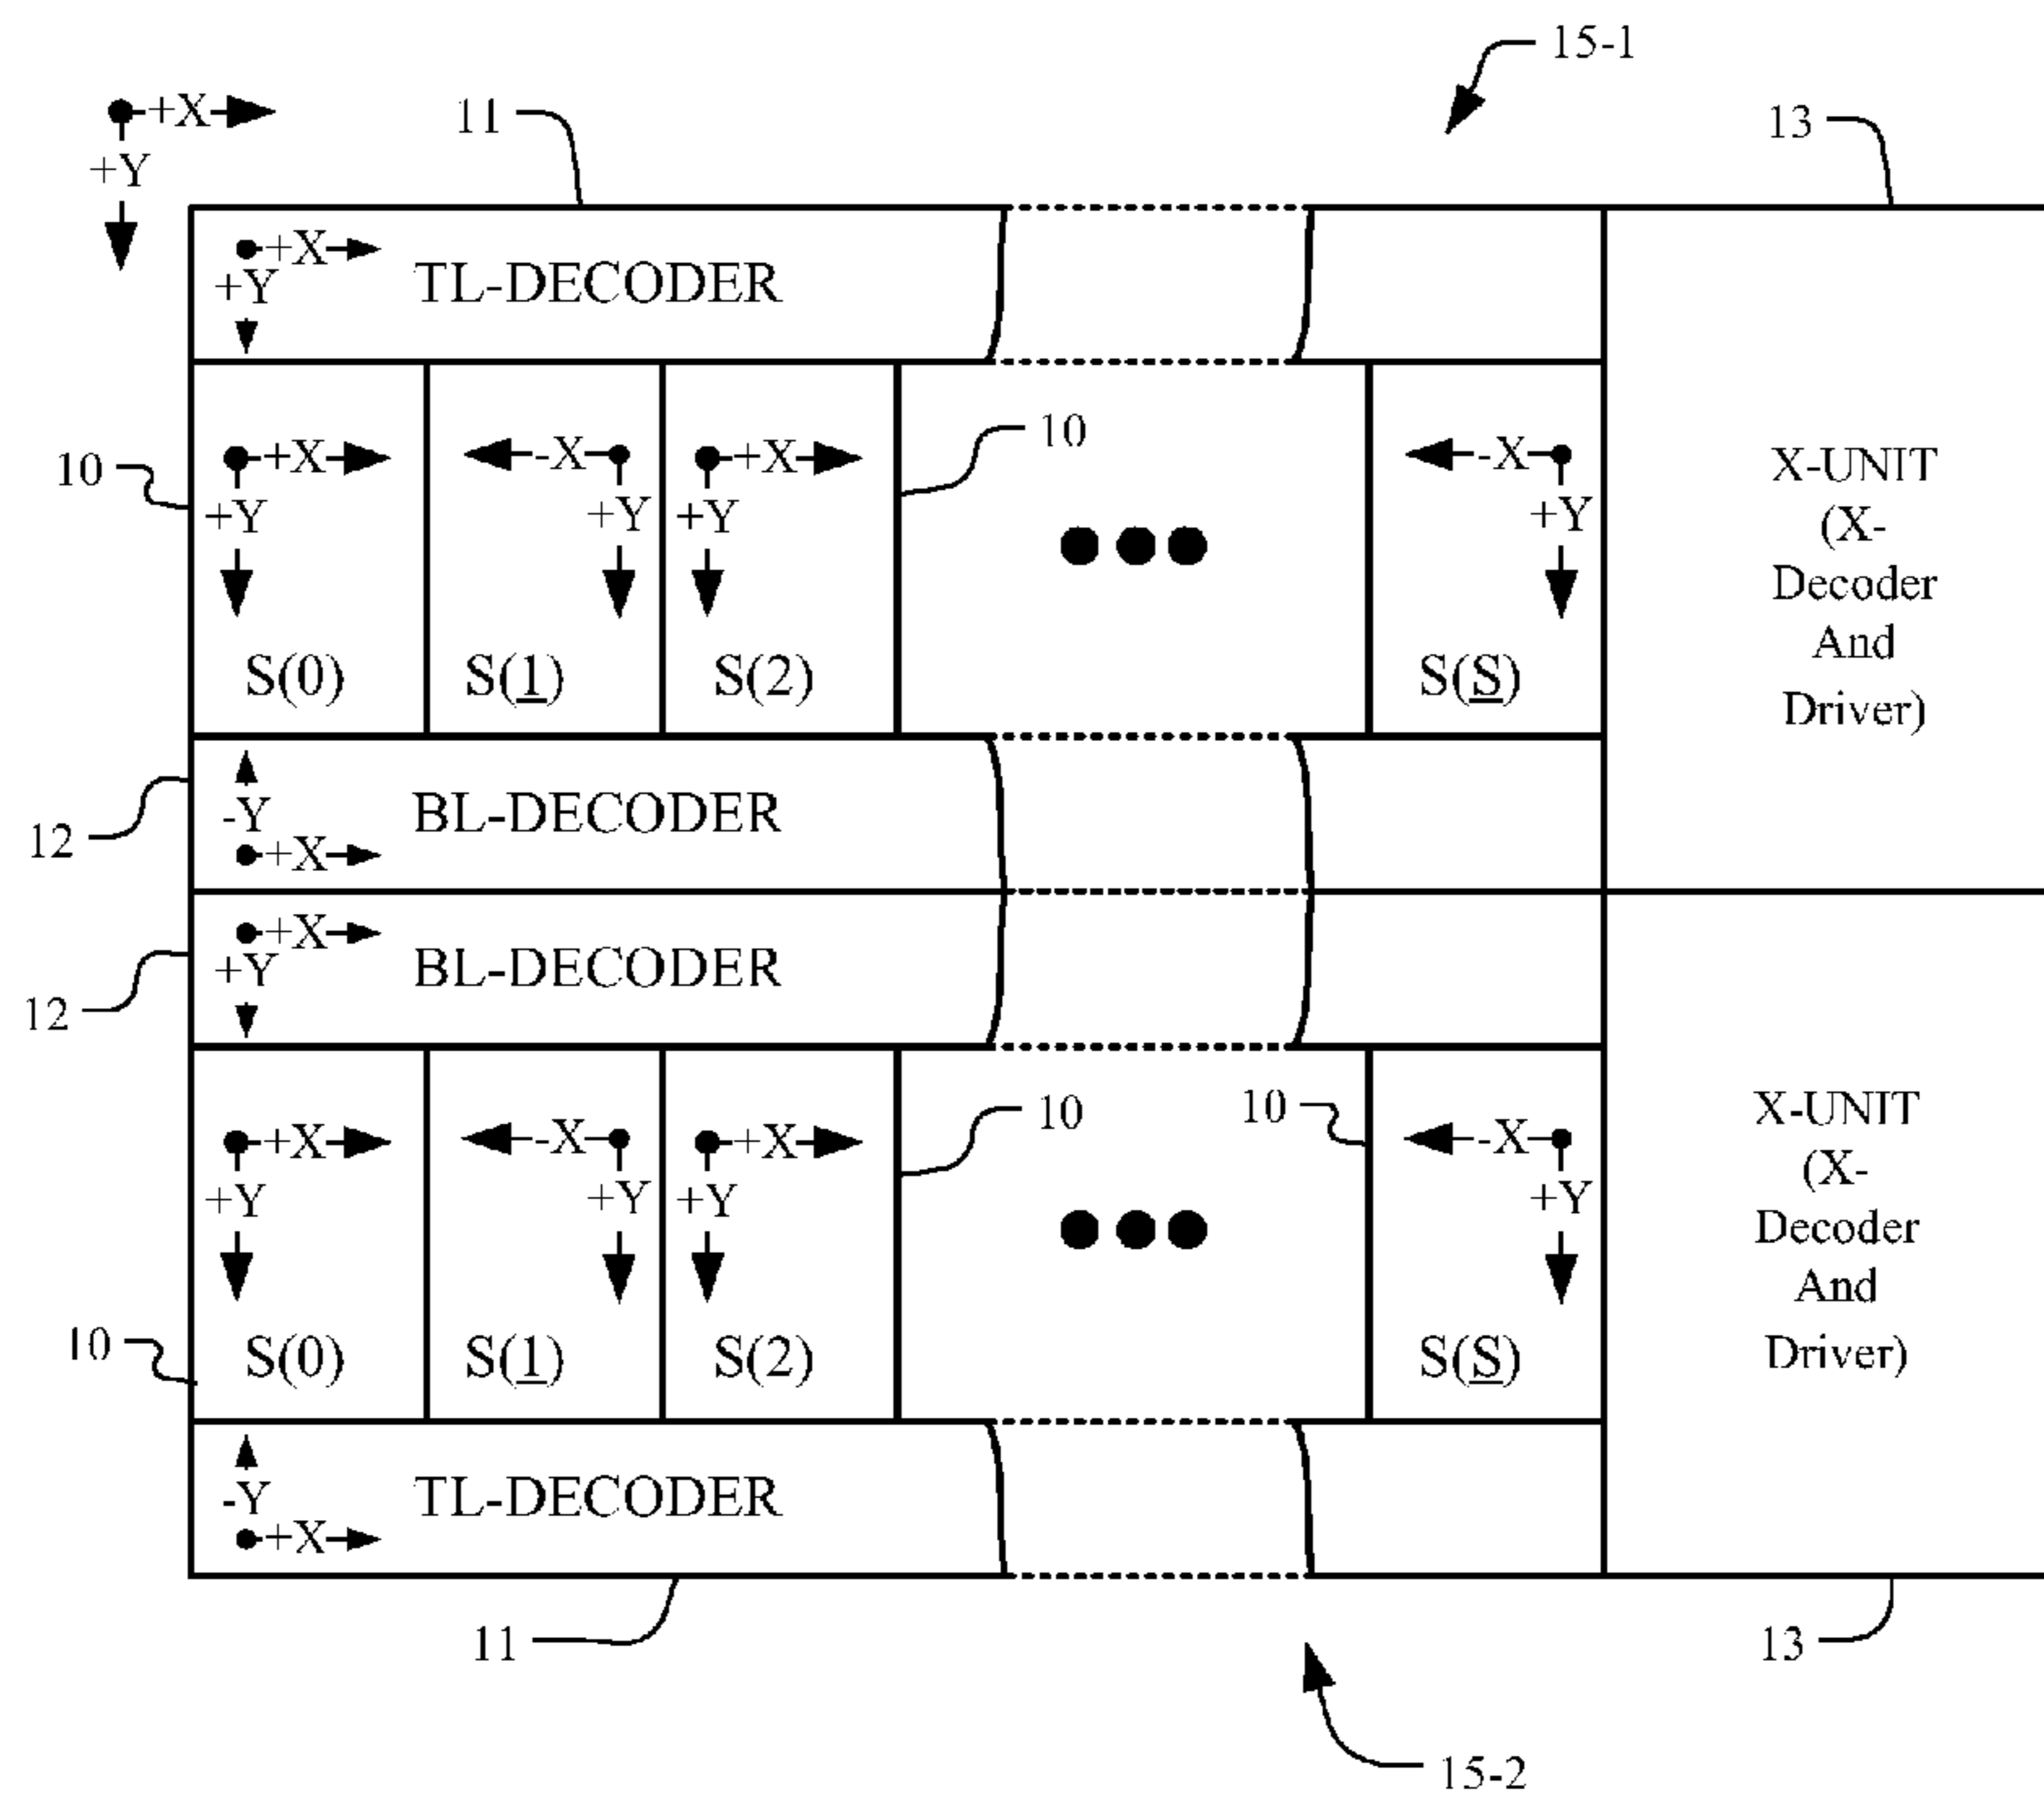 15-1
+X
11
13
+Y
+X
+Y
TL-DECODER
10
+X
-X
+X
10
-X
+Y
+Y
+Y
+Y
S(0)
S(1)
S(2)
S(S)
X-UNIT
(X-
Decoder
And
Driver)
12
-Y
+X
BL-DECODER
12
+X
+Y
BL-DECODER
+X
-X
+X
10
10
-X
+Y
+Y
+Y
+Y
10
S(0)
S(1)
S(2)
S(S)
X-UNIT
(X-
Decoder
And
Driver)
-Y
+X
TL-DECODER
11
13
15-2